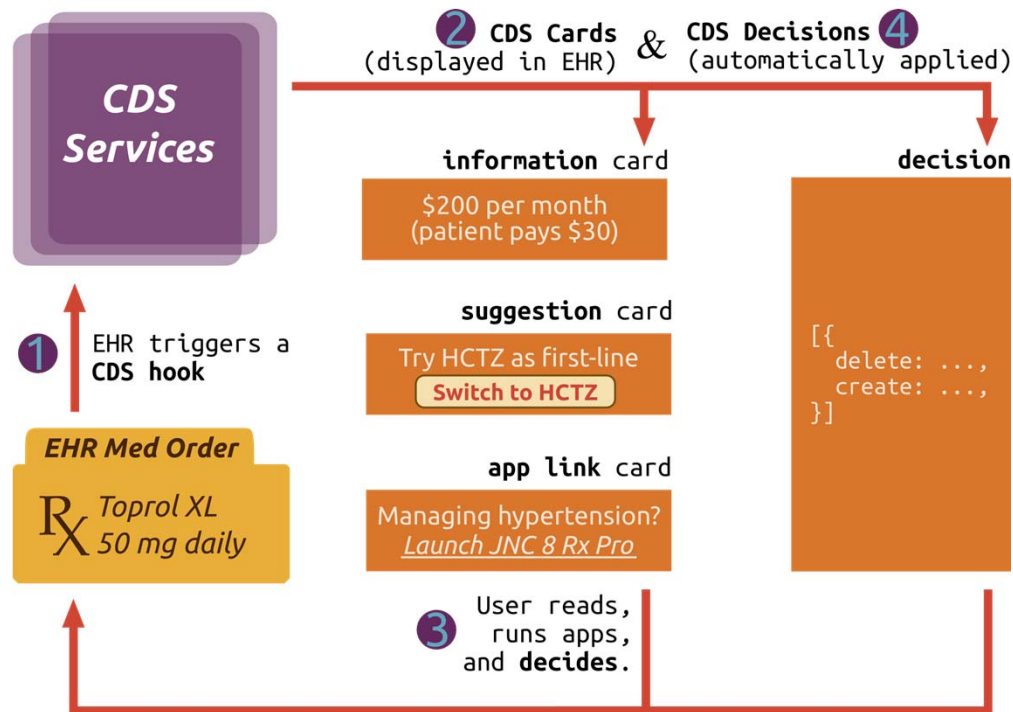 CDS
Services
2 CDS Cards
(displayed in EHR)
&
CDS Decisions 4
(automatically applied)
information card
$200 per month
(patient pays $30)
suggestion card
Try HCTZ as first-line
Switch to HCTZ
app link card
Managing hypertension?
Launch JNC 8 Rx Pro
decision
[{
delete: ...,
create: ...,
}]
1
EHR triggers a
CDS hook
EHR Med Order
Rx
Toprol XL
50 mg daily
3
User reads,
runs apps,
and decides.